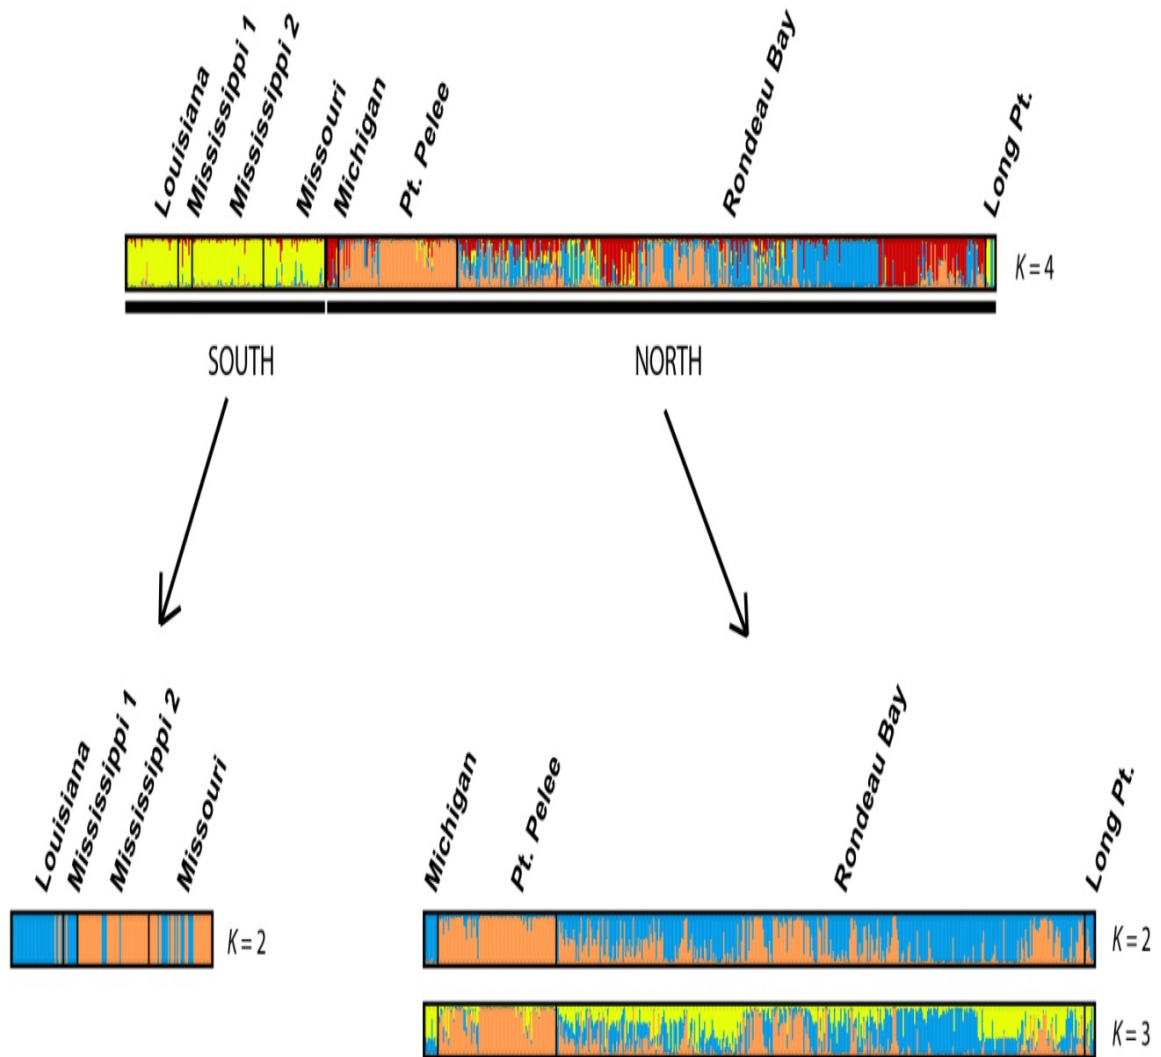 Louisiana
Mississippi 1
Mississippi 2
Missouri
Michigan
Pt. Pelee
Rondeau Bay
Long Pt.
K = 4
SOUTH
NORTH
Louisiana
Mississippi 1
Mississippi 2
Missouri
K = 2
Michigan
Pt. Pelee
Rondeau Bay
Long Pt.
K = 2
K = 3